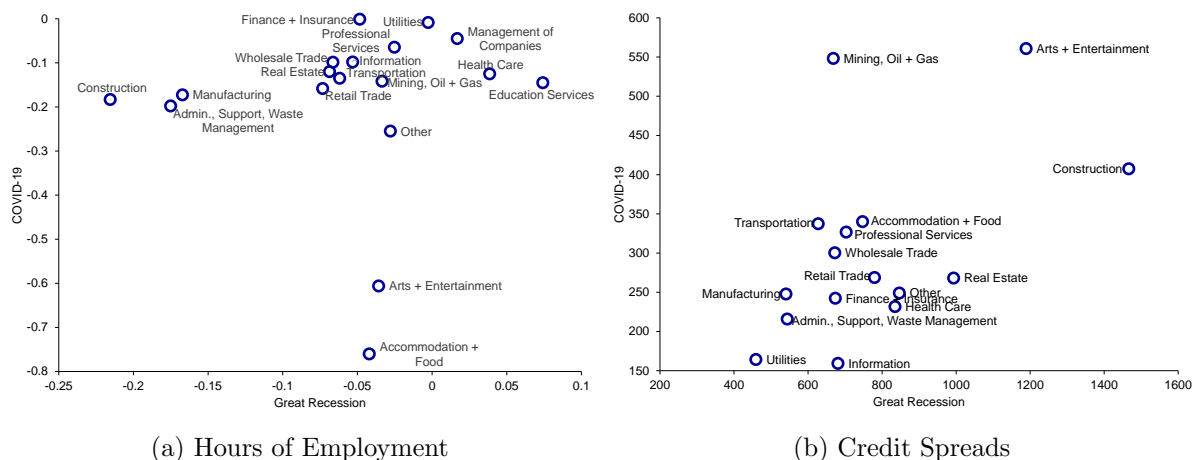 0
-0.1
-0.2
-0.3
-0.4
-0.5
-0.6
-0.7
-0.8
COVID-19
Finance + Insurance
Utilities
Professional
Services
Management of
Companies
Wholesale Trade
Information
Real Estate
Transportation
Health Care
Mining, Oil + Gas
Education Services
Construction
Manufacturing
Retail Trade
Admin., Support, Waste
Management
Other
Arts + Entertainment
Accommodation +
Food
-0.25 -0.2 -0.15 -0.1 -0.05 0 0.05 0.1
Great Recession
(a) Hours of Employment
600
550
500
450
400
350
300
250
200
150
COVID-19
Arts + Entertainment
Mining, Oil + Gas
Construction
Transportation
Accommodation + Food
Professional Services
Wholesale Trade
Retail Trade
Real Estate
Manufacturing
Other
Finance + Insurance
Health Care
Admin., Support, Waste Management
Utilities
Information
200 400 600 800 1000 1200 1400 1600
Great Recession
(b) Credit Spreads